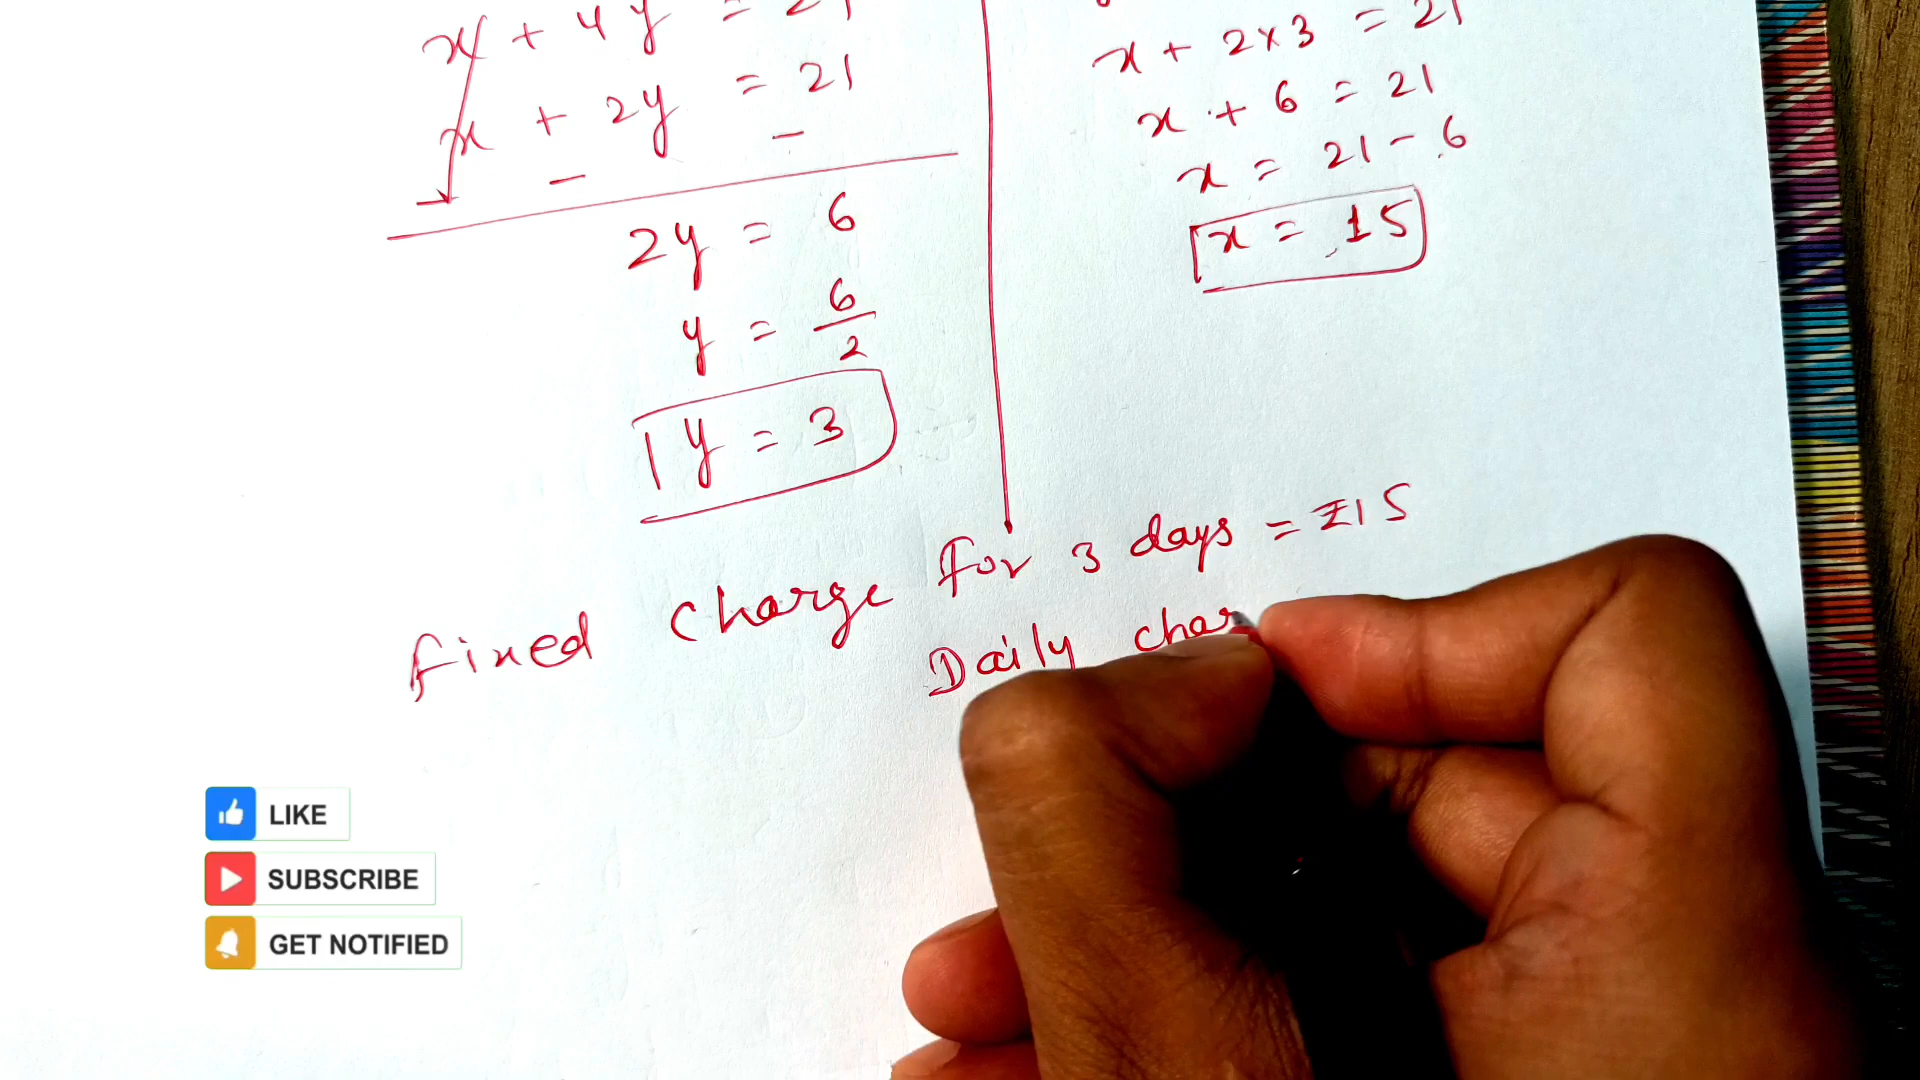 x + 4y = 21
x + 2y = 21
- -
2y = 6
y = 6/2
y = 3
x + 2×3 = 21
x + 6 = 21
x = 21 - 6
x = 15
fixed charge for 3 days = ₹15
Daily char
LIKE
SUBSCRIBE
GET NOTIFIED